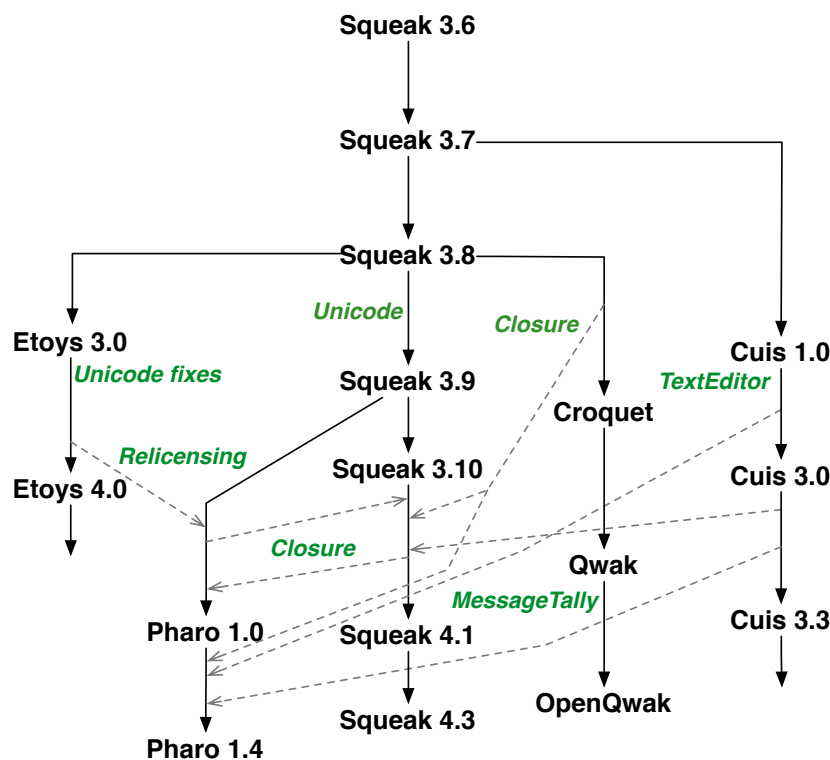 Squeak 3.6
Squeak 3.7
Squeak 3.8
Unicode
Closure
Etoys 3.0
Cuis 1.0
Unicode fixes
Squeak 3.9
TextEditor
Croquet
Relicensing
Squeak 3.10
Cuis 3.0
Etoys 4.0
Closure
Qwak
MessageTally
Cuis 3.3
Pharo 1.0
Squeak 4.1
OpenQwak
Squeak 4.3
Pharo 1.4